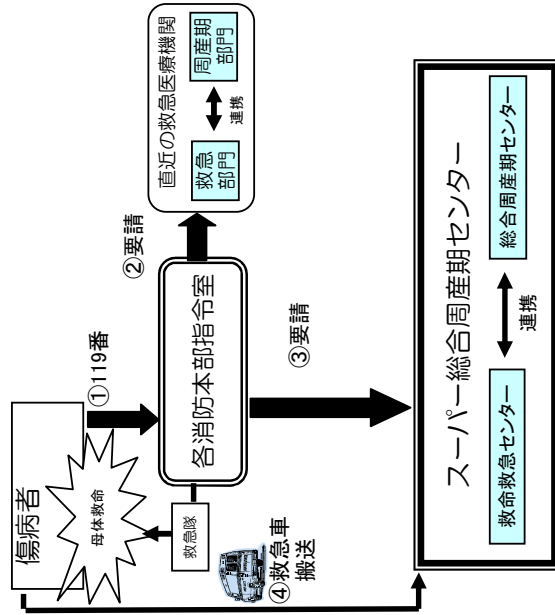 傷病者
母体救命
①119番
救急隊
各消防本部指令室
②要請
直近の救急医療機関
救急
部門
連携
周産期
部門
③要請
④救急車
搬送
スーパー総合周産期センター
救命救急センター
連携
総合周産期センター